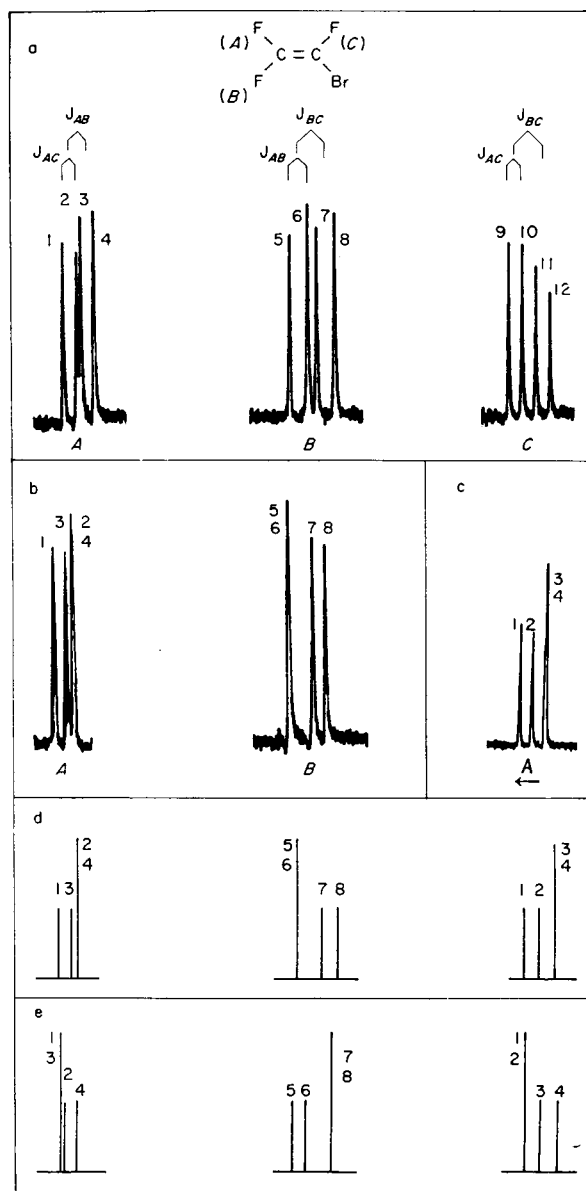 a
F F
(A) (C)
C = C
F Br
(B)
J_AB J_BC J_BC
J_AC J_AB J_AC
1 2 3 4 5 6 7 8 9 10 11 12
A B C
b c
1 3 2 4 5 6 7 8 1 2 3 4
A B A
←
d
1 3 2 4 5 6 7 8 1 2 3 4
e
1 3 2 4 5 6 7 8 1 2 3 4